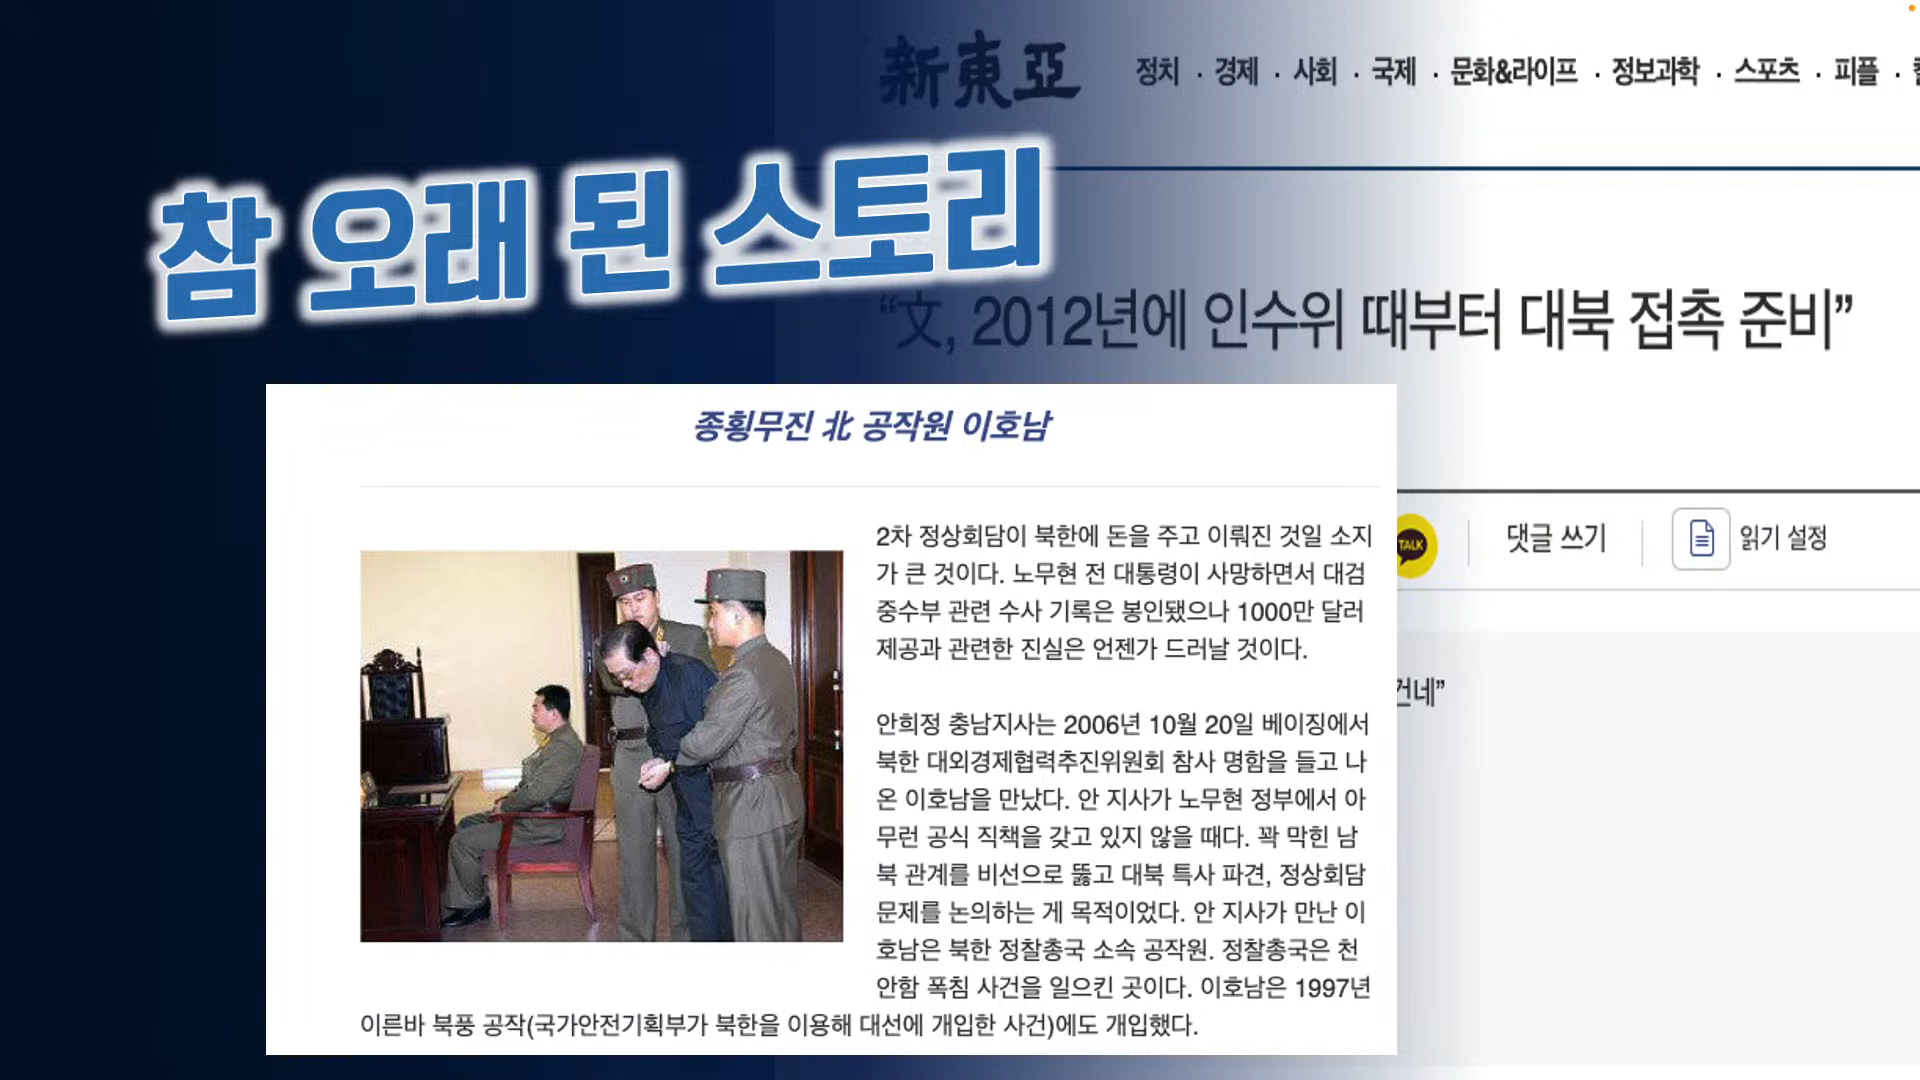 新東亞
정치 · 경제 · 사회 · 국제 · 문화&라이프 · 정보과학 · 스포츠 · 피플 ·
참 오래 된 스토리
“文, 2012년에 인수위 때부터 대북 접촉 준비”
종횡무진 北 공작원 이호남
TALK
댓글 쓰기
읽기 설정
2차 정상회담이 북한에 돈을 주고 이뤄진 것일 소지
가 큰 것이다. 노무현 전 대통령이 사망하면서 대검
중수부 관련 수사 기록은 봉인됐으나 1000만 달러
제공과 관련한 진실은 언젠가 드러날 것이다.
건네”
안희정 충남지사는 2006년 10월 20일 베이징에서
북한 대외경제협력추진위원회 참사 명함을 들고 나
온 이호남을 만났다. 안 지사가 노무현 정부에서 아
무런 공식 직책을 갖고 있지 않을 때다. 꽉 막힌 남
북 관계를 비선으로 뚫고 대북 특사 파견, 정상회담
문제를 논의하는 게 목적이었다. 안 지사가 만난 이
호남은 북한 정찰총국 소속 공작원. 정찰총국은 천
안함 폭침 사건을 일으킨 곳이다. 이호남은 1997년
이른바 북풍 공작(국가안전기획부가 북한을 이용해 대선에 개입한 사건)에도 개입했다.